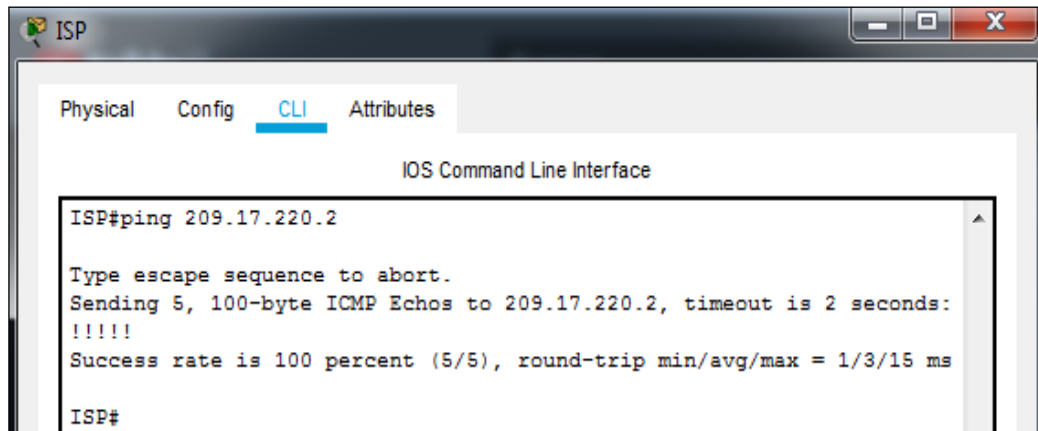 ISP
Physical Config CLI Attributes
IOS Command Line Interface
ISP#ping 209.17.220.2
Type escape sequence to abort.
Sending 5, 100-byte ICMP Echos to 209.17.220.2, timeout is 2 seconds:
!!!!!
Success rate is 100 percent (5/5), round-trip min/avg/max = 1/3/15 ms
ISP#